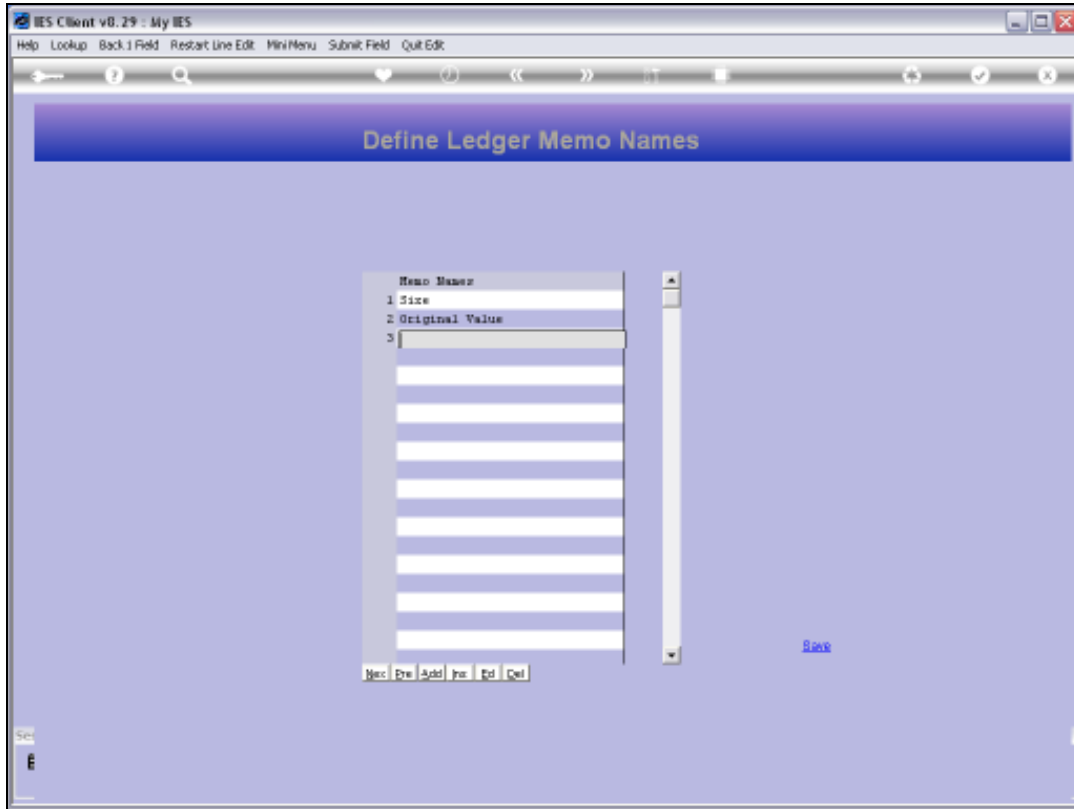 IES Client v8.29 : My IES
Help Lookup Back 1 Field Restart Line Edit MiniMenu Submit Field Quit Edit
Define Ledger Memo Names
Memo Names
1 Size
2 Original Value
3
Save
Nex Pre Add Ins Ed Del
Se